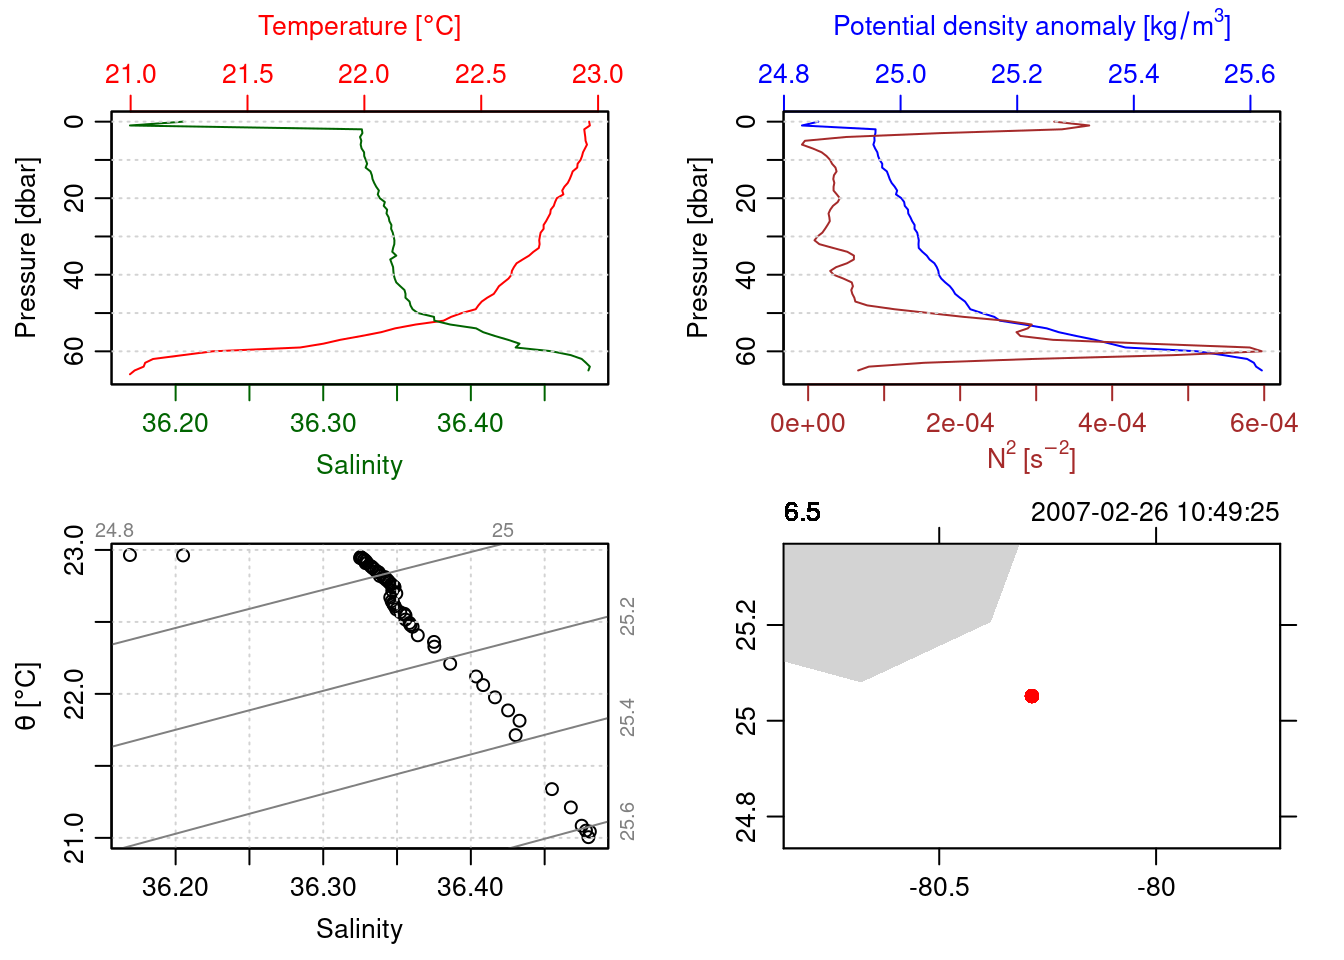 Temperature [°C]
21.0 21.5 22.0 22.5 23.0
Pressure [dbar]
0 20 40 60
36.20 36.30 36.40
Salinity
Potential density anomaly [kg/m³]
24.8 25.0 25.2 25.4 25.6
Pressure [dbar]
0 20 40 60
0e+00 2e-04 4e-04 6e-04
N² [s⁻²]
24.8 25
θ [°C]
23.0 22.0 21.0
25.2
25.4
25.6
36.20 36.30 36.40
Salinity
6.5 2007-02-26 10:49:25
25.2
25
24.8
-80.5 -80